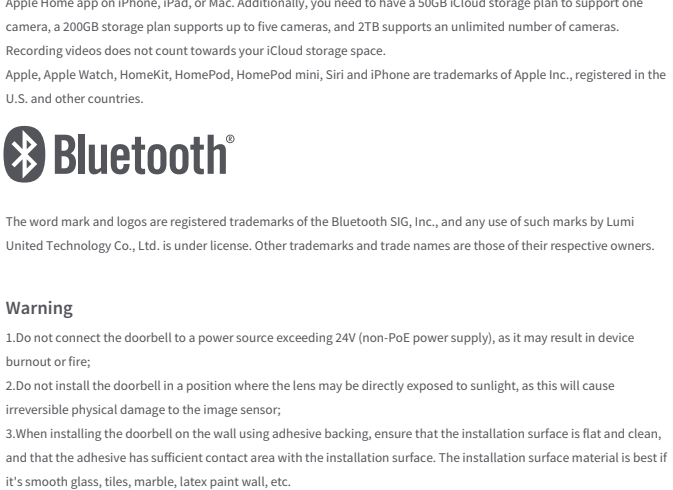 Apple Home app on iPhone, iPad, or Mac. Additionally, you need to have a 50GB iCloud storage plan to support one
camera, a 200GB storage plan supports up to five cameras, and 2TB supports an unlimited number of cameras.
Recording videos does not count towards your iCloud storage space.
Apple, Apple Watch, HomeKit, HomePod, HomePod mini, Siri and iPhone are trademarks of Apple Inc., registered in the
U.S. and other countries.
Bluetooth®
The word mark and logos are registered trademarks of the Bluetooth SIG, Inc., and any use of such marks by Lumi
United Technology Co., Ltd. is under license. Other trademarks and trade names are those of their respective owners.
Warning
1.Do not connect the doorbell to a power source exceeding 24V (non-PoE power supply), as it may result in device
burnout or fire;
2.Do not install the doorbell in a position where the lens may be directly exposed to sunlight, as this will cause
irreversible physical damage to the image sensor;
3.When installing the doorbell on the wall using adhesive backing, ensure that the installation surface is flat and clean,
and that the adhesive has sufficient contact area with the installation surface. The installation surface material is best if
it's smooth glass, tiles, marble, latex paint wall, etc.